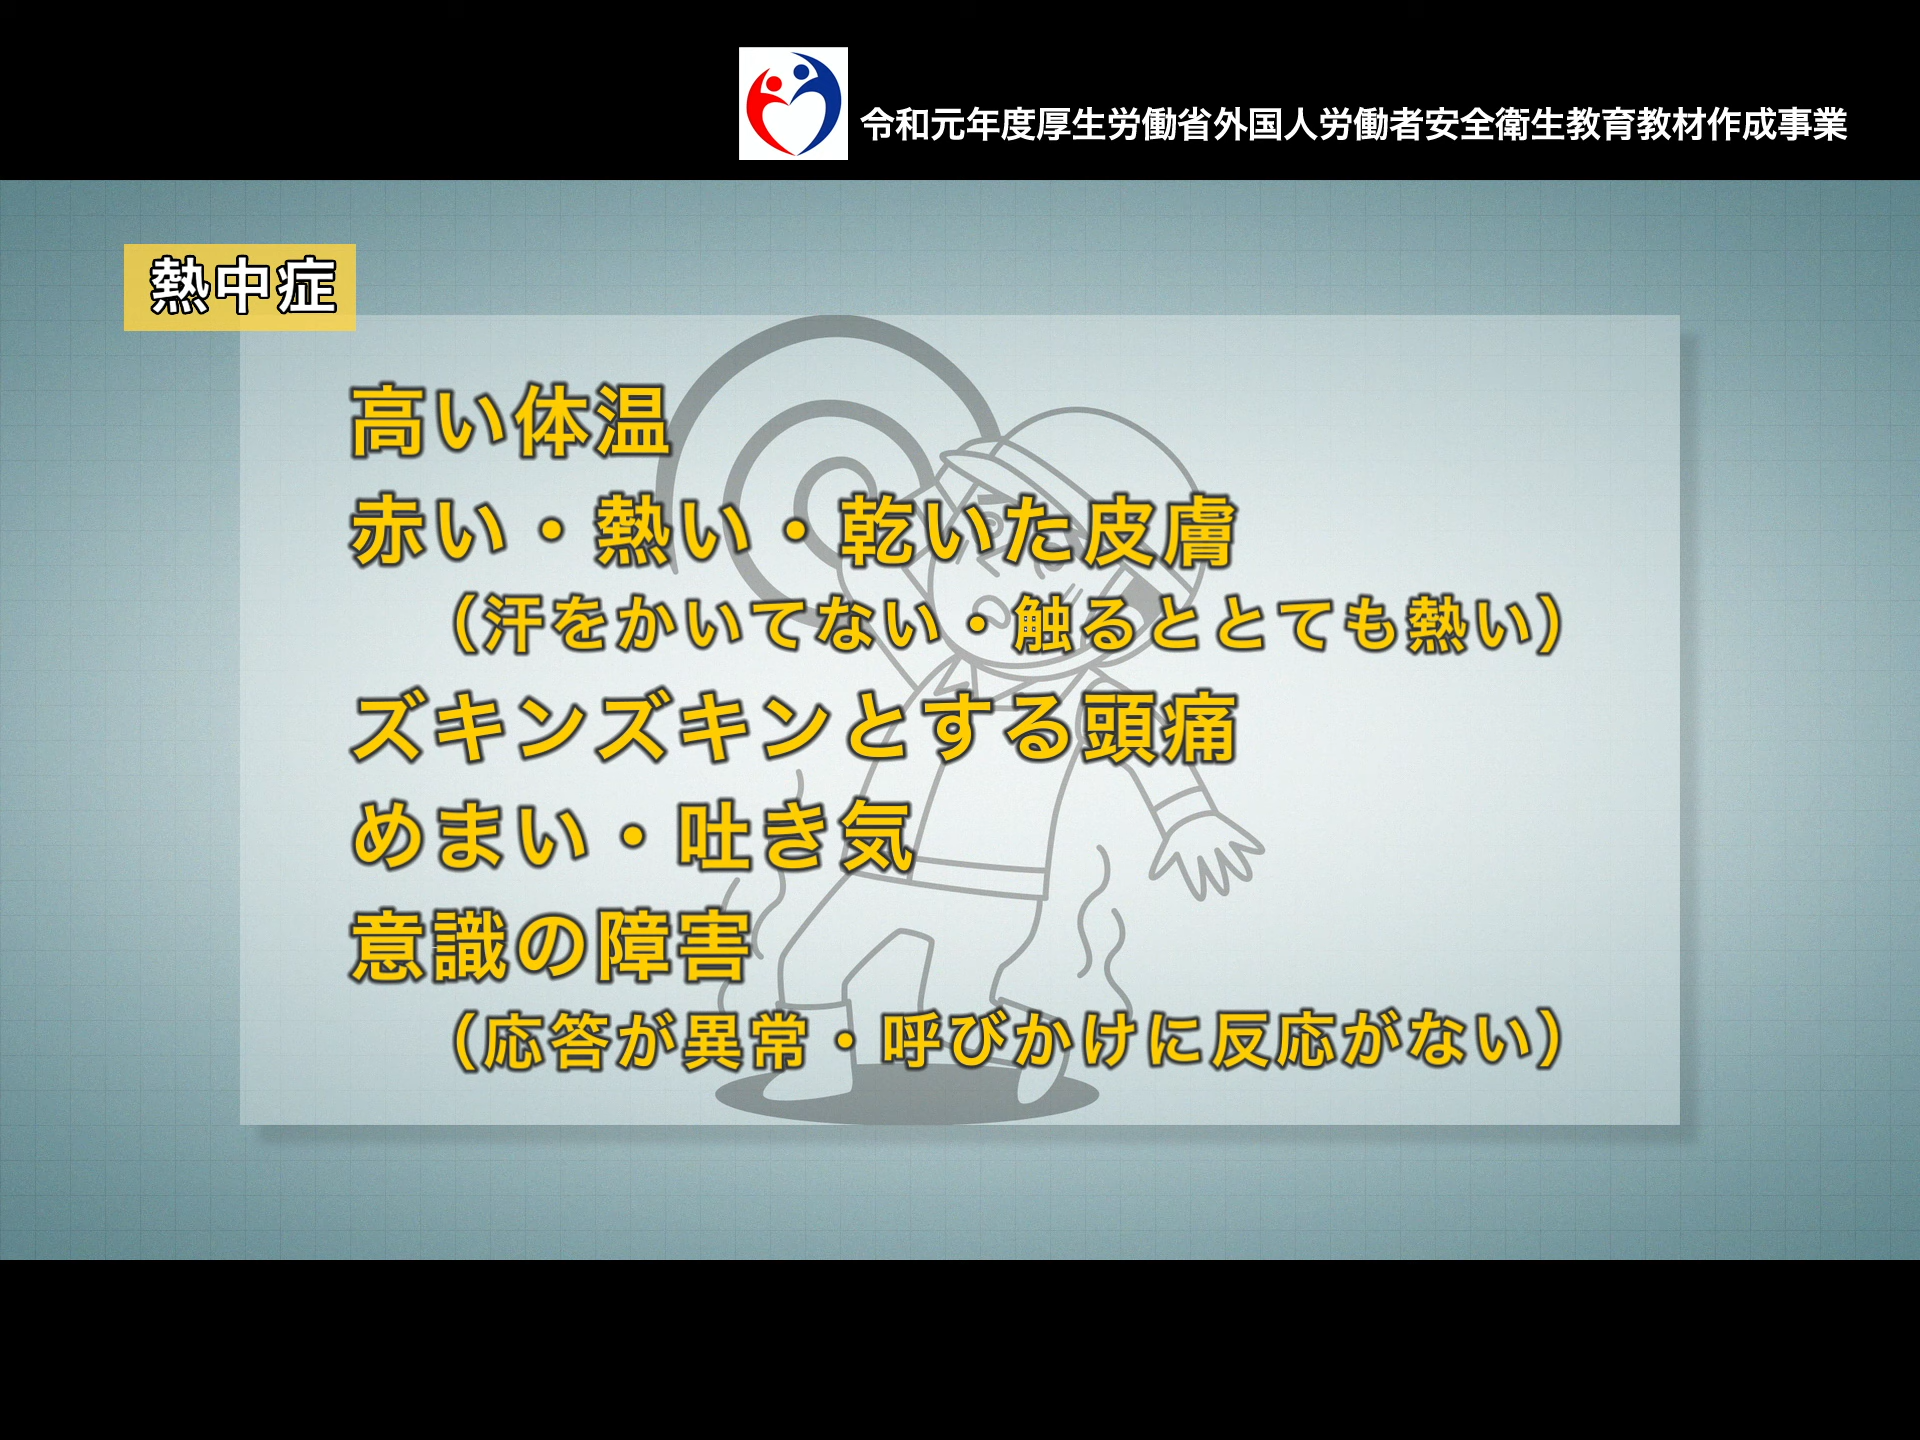 令和元年度厚生労働省外国人労働者安全衛生教育教材作成事業
熱中症
高い体温
赤い・熱い・乾いた皮膚
（汗をかいてない・触るととても熱い）
ズキンズキンとする頭痛
めまい・吐き気
意識の障害
（応答が異常・呼びかけに反応がない）